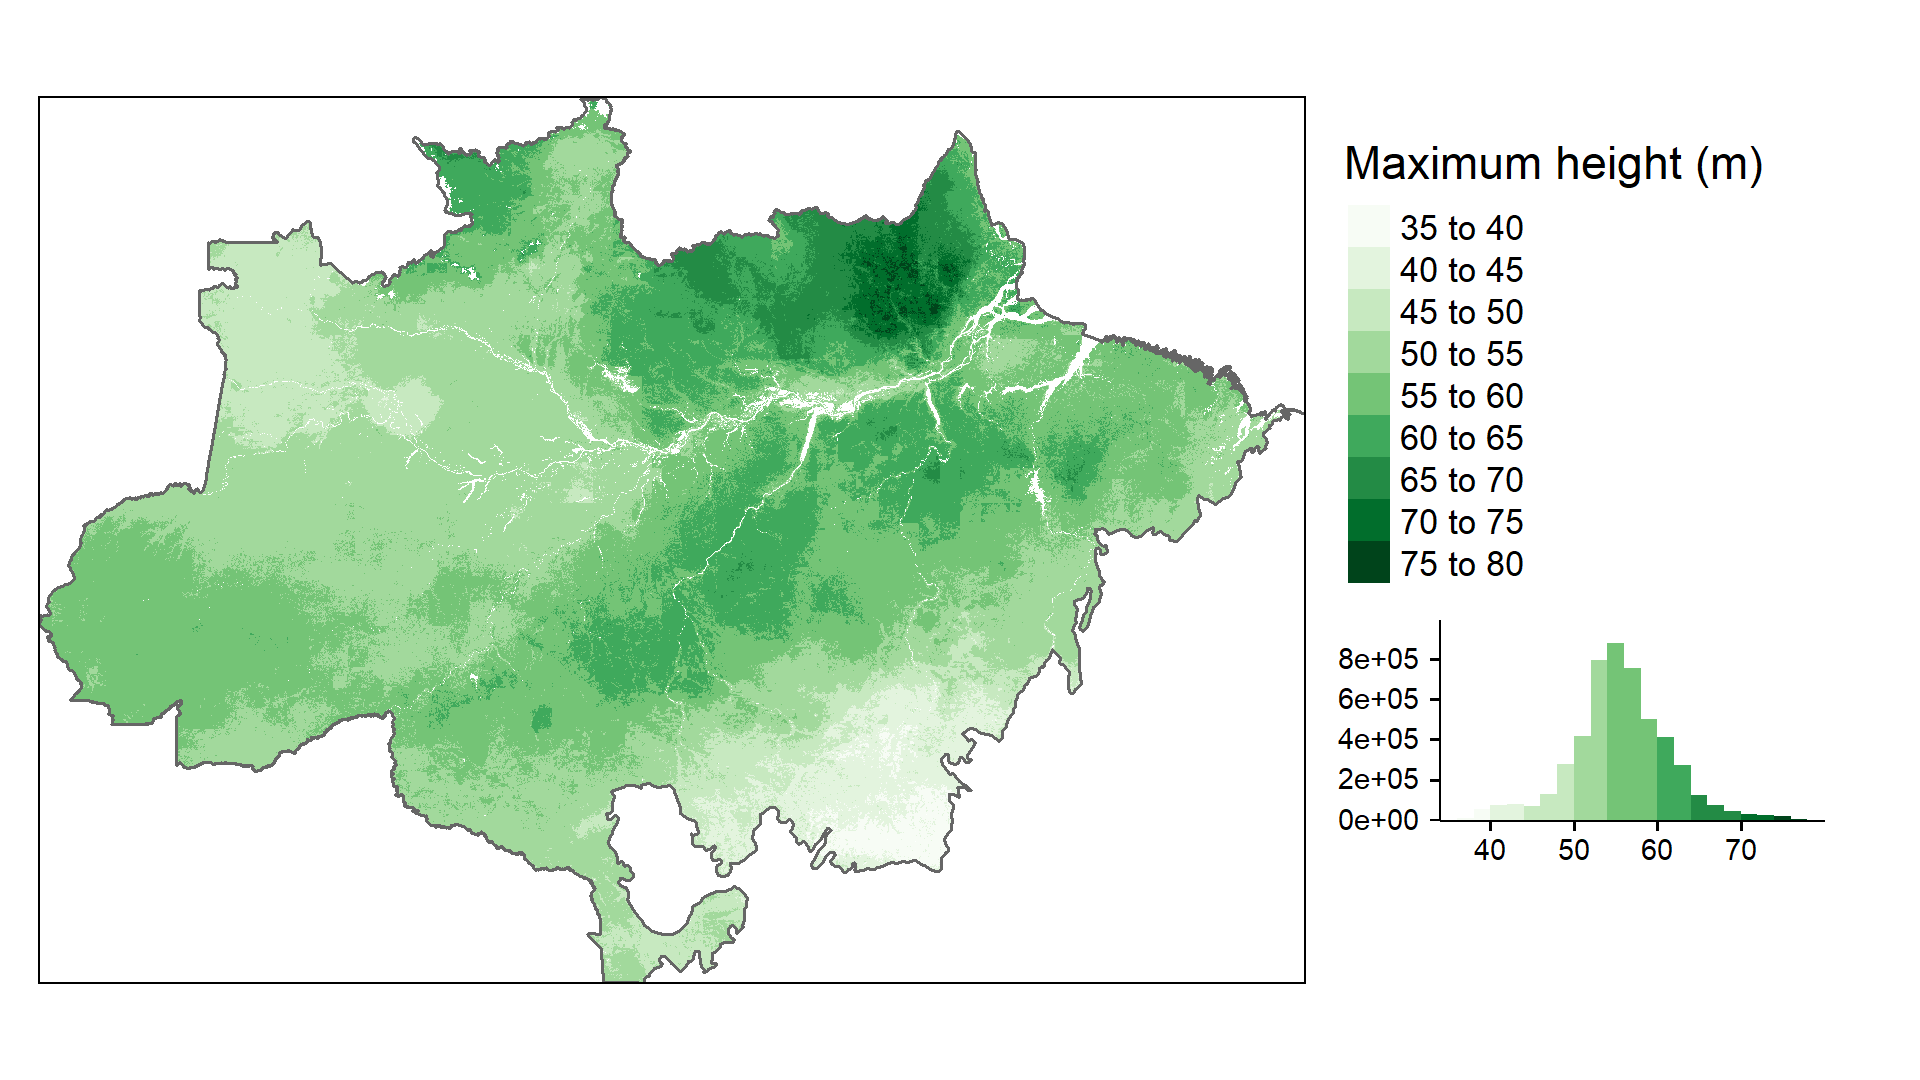 Maximum height (m)
35 to 40
40 to 45
45 to 50
50 to 55
55 to 60
60 to 65
65 to 70
70 to 75
75 to 80
8e+05
6e+05
4e+05
2e+05
0e+00
40 50 60 70